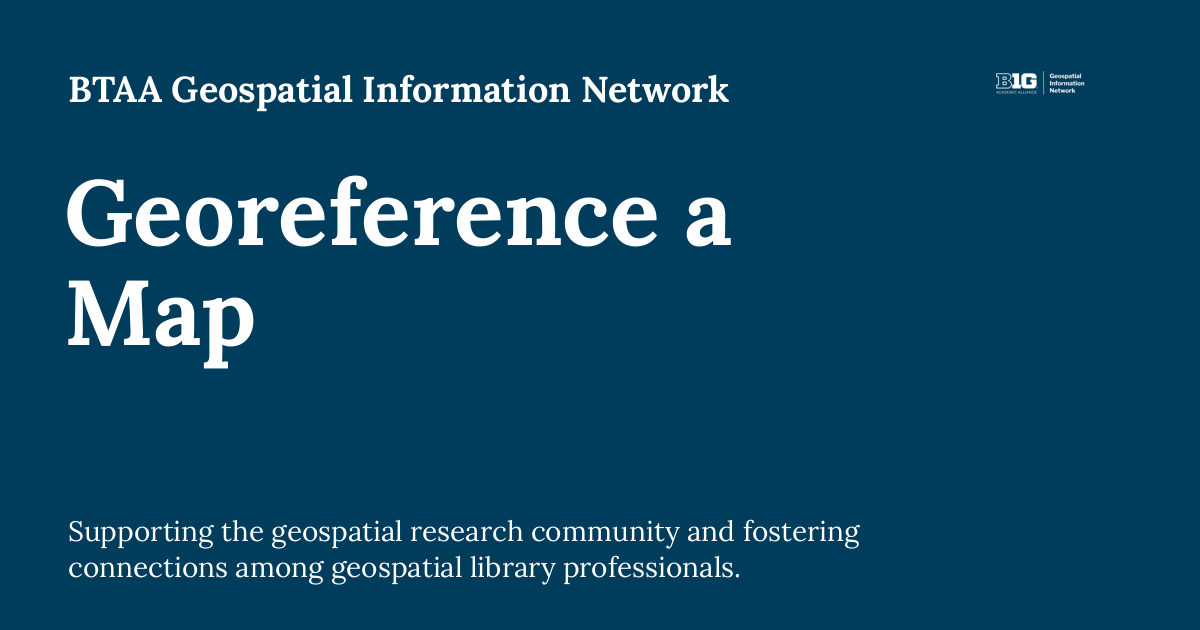 BTAA Geospatial Information Network
B1G
ACADEMIC ALLIANCE
Geospatial
Information
Network
Georeference a
Map
Supporting the geospatial research community and fostering
connections among geospatial library professionals.